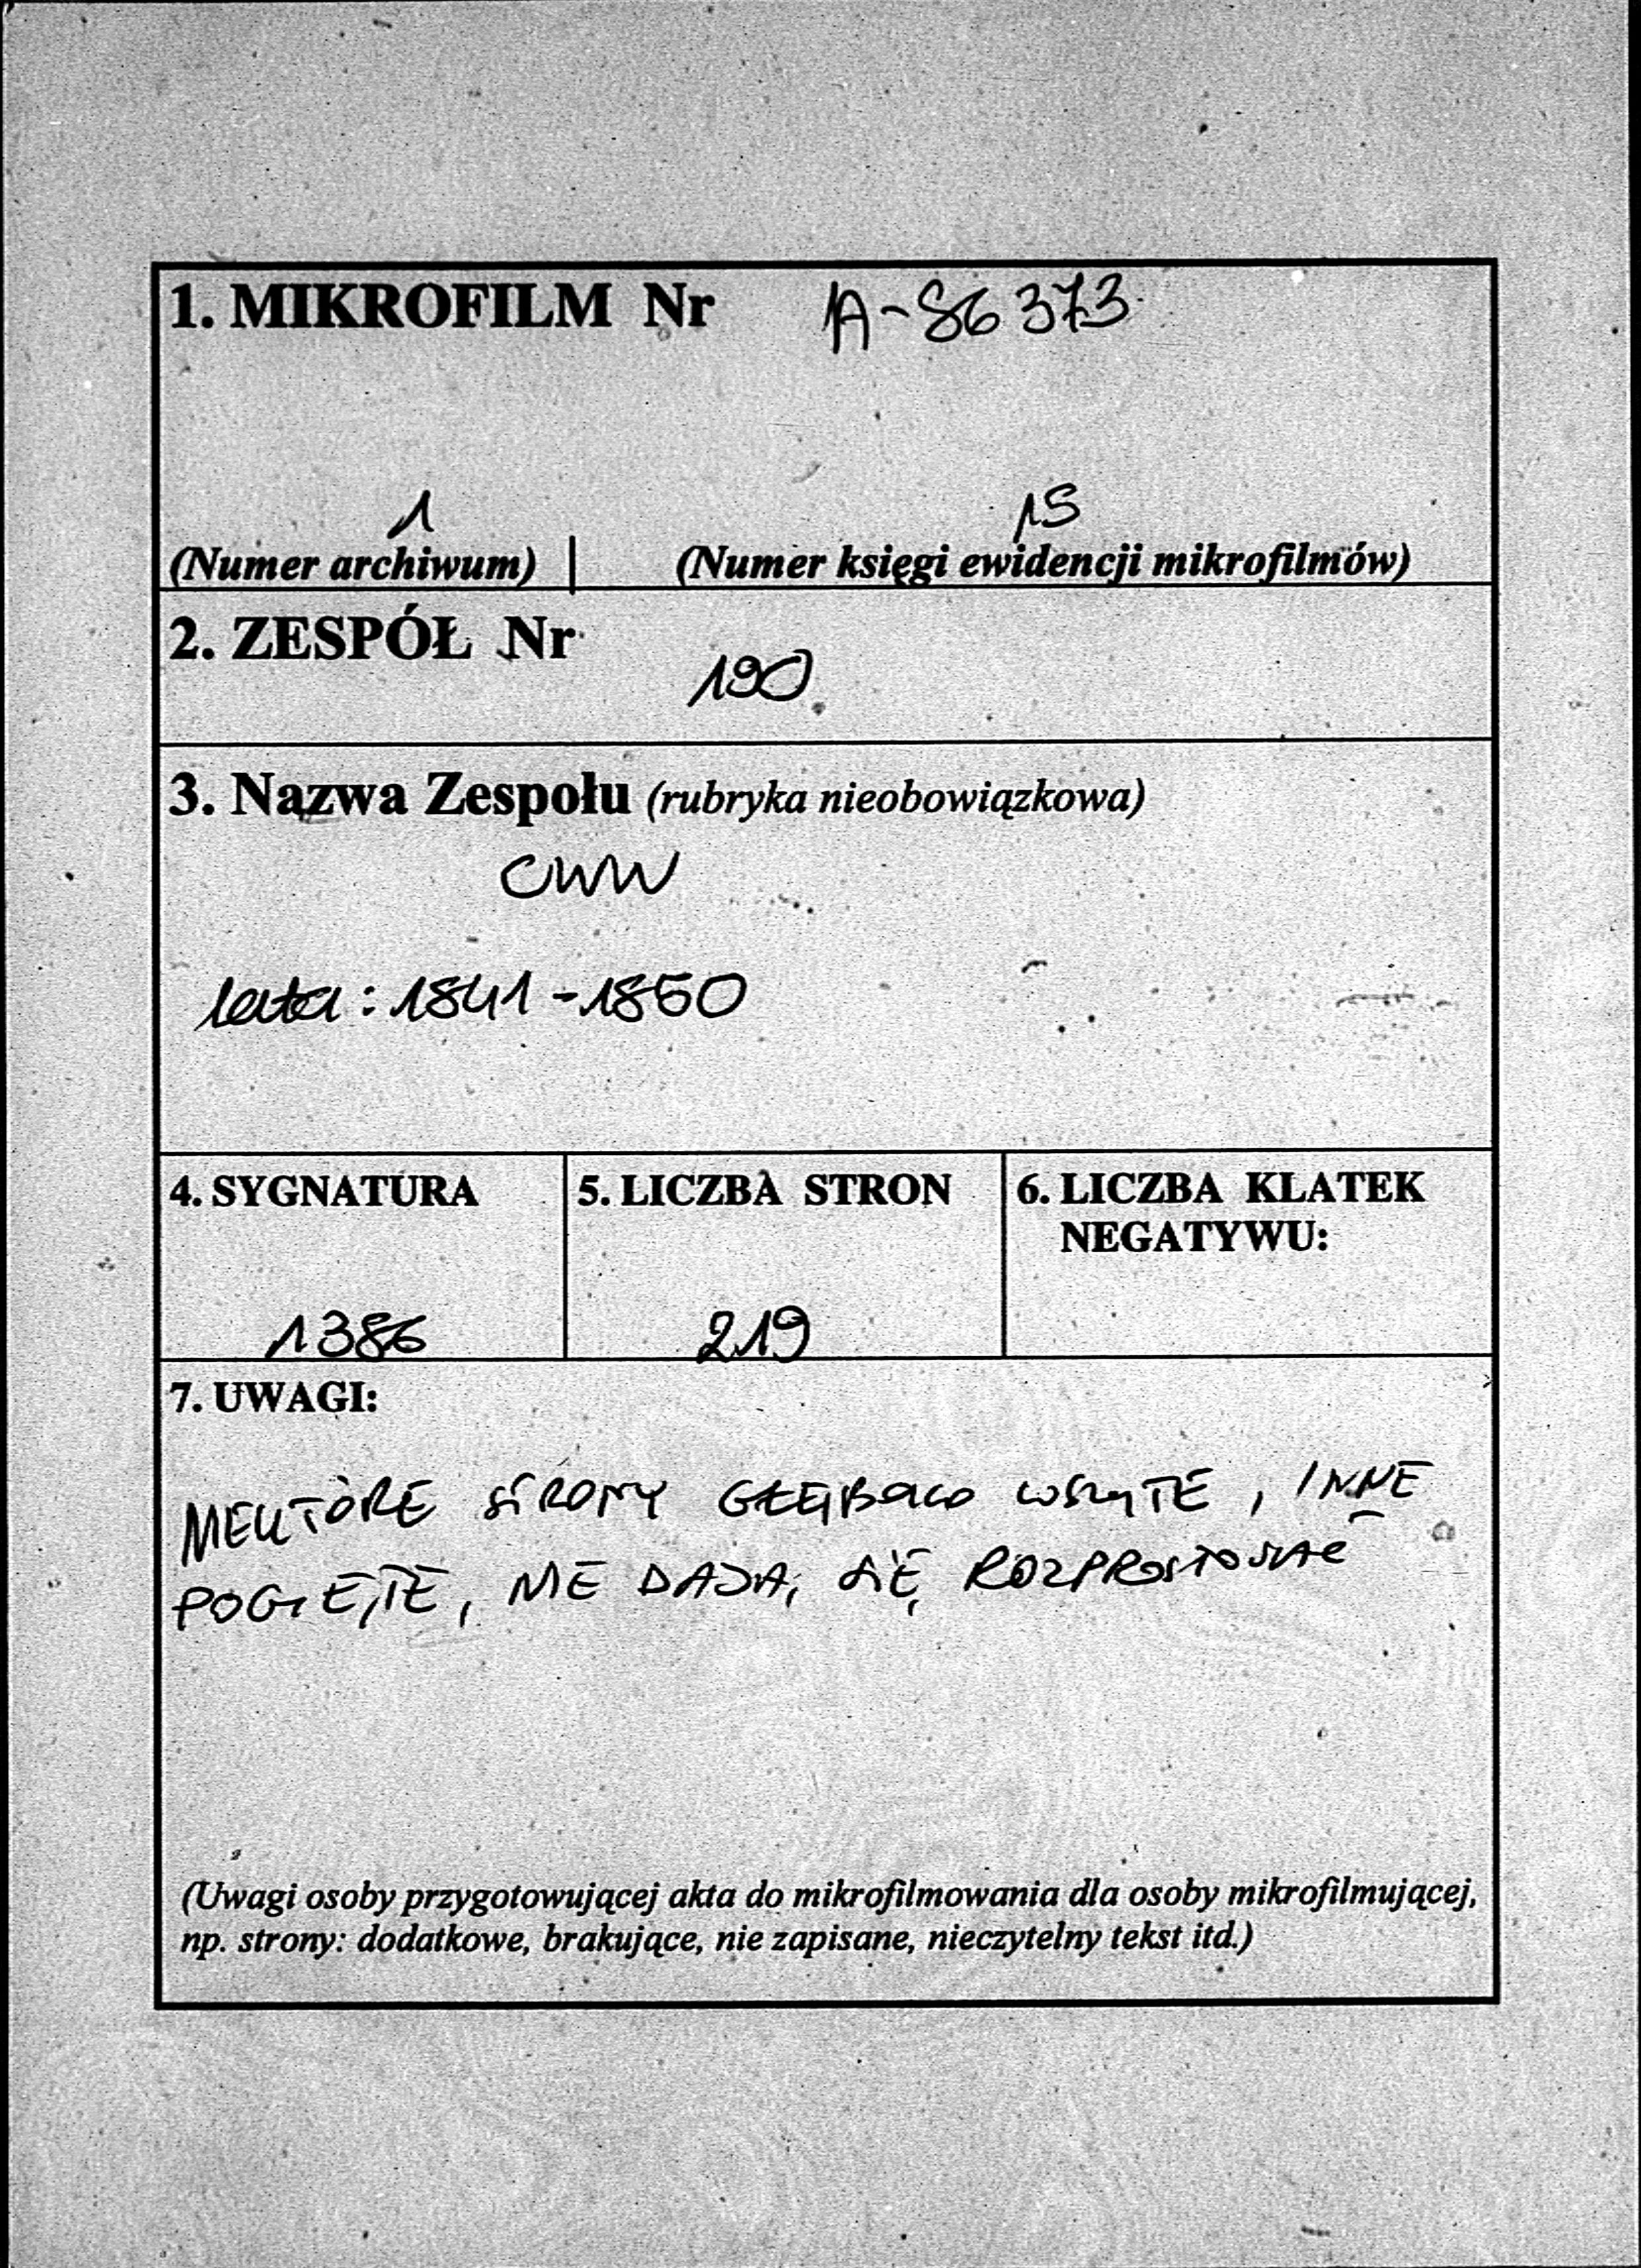 1. MIKROFILM Nr A-86373
1 15
(Numer archiwum) | (Numer księgi ewidencji mikrofilmów)
2. ZESPÓŁ Nr
190
3. Nazwa Zespołu (rubryka nieobowiązkowa)
CWW
lata: 1841-1850
4. SYGNATURA 5. LICZBA STRON 6. LICZBA KLATEK
NEGATYWU:
1386 219
7. UWAGI:
NIEKTÓRE STRONY GŁĘBOKO WSZYTE, INNE
POGIĘTE, NIE DAJĄ SIĘ ROZPROSTOWAĆ
(Uwagi osoby przygotowującej akta do mikrofilmowania dla osoby mikrofilmującej,
np. strony: dodatkowe, brakujące, nie zapisane, nieczytelny tekst itd.)